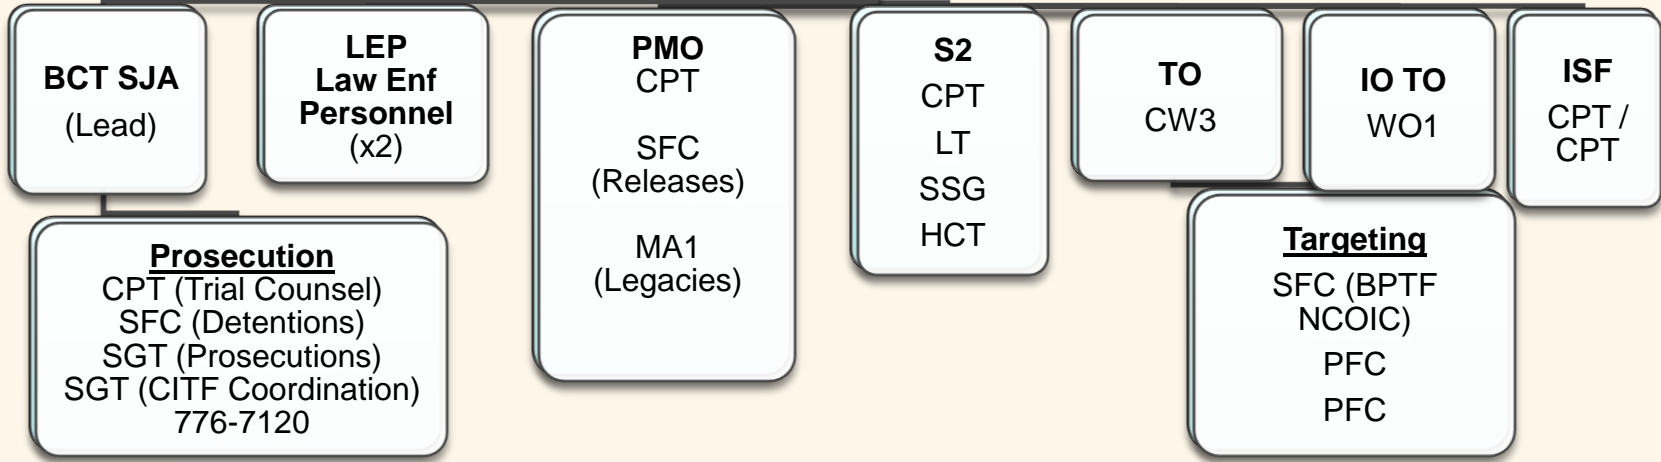 BCT SJA
(Lead)
LEP
Law Enf
Personnel
(x2)
PMO
CPT
SFC
(Releases)
MA1
(Legacies)
S2
CPT
LT
SSG
HCT
TO
CW3
IO TO
WO1
ISF
CPT /
CPT
Prosecution
CPT (Trial Counsel)
SFC (Detentions)
SGT (Prosecutions)
SGT (CITF Coordination)
776-7120
Targeting
SFC (BPTF
NCOIC)
PFC
PFC